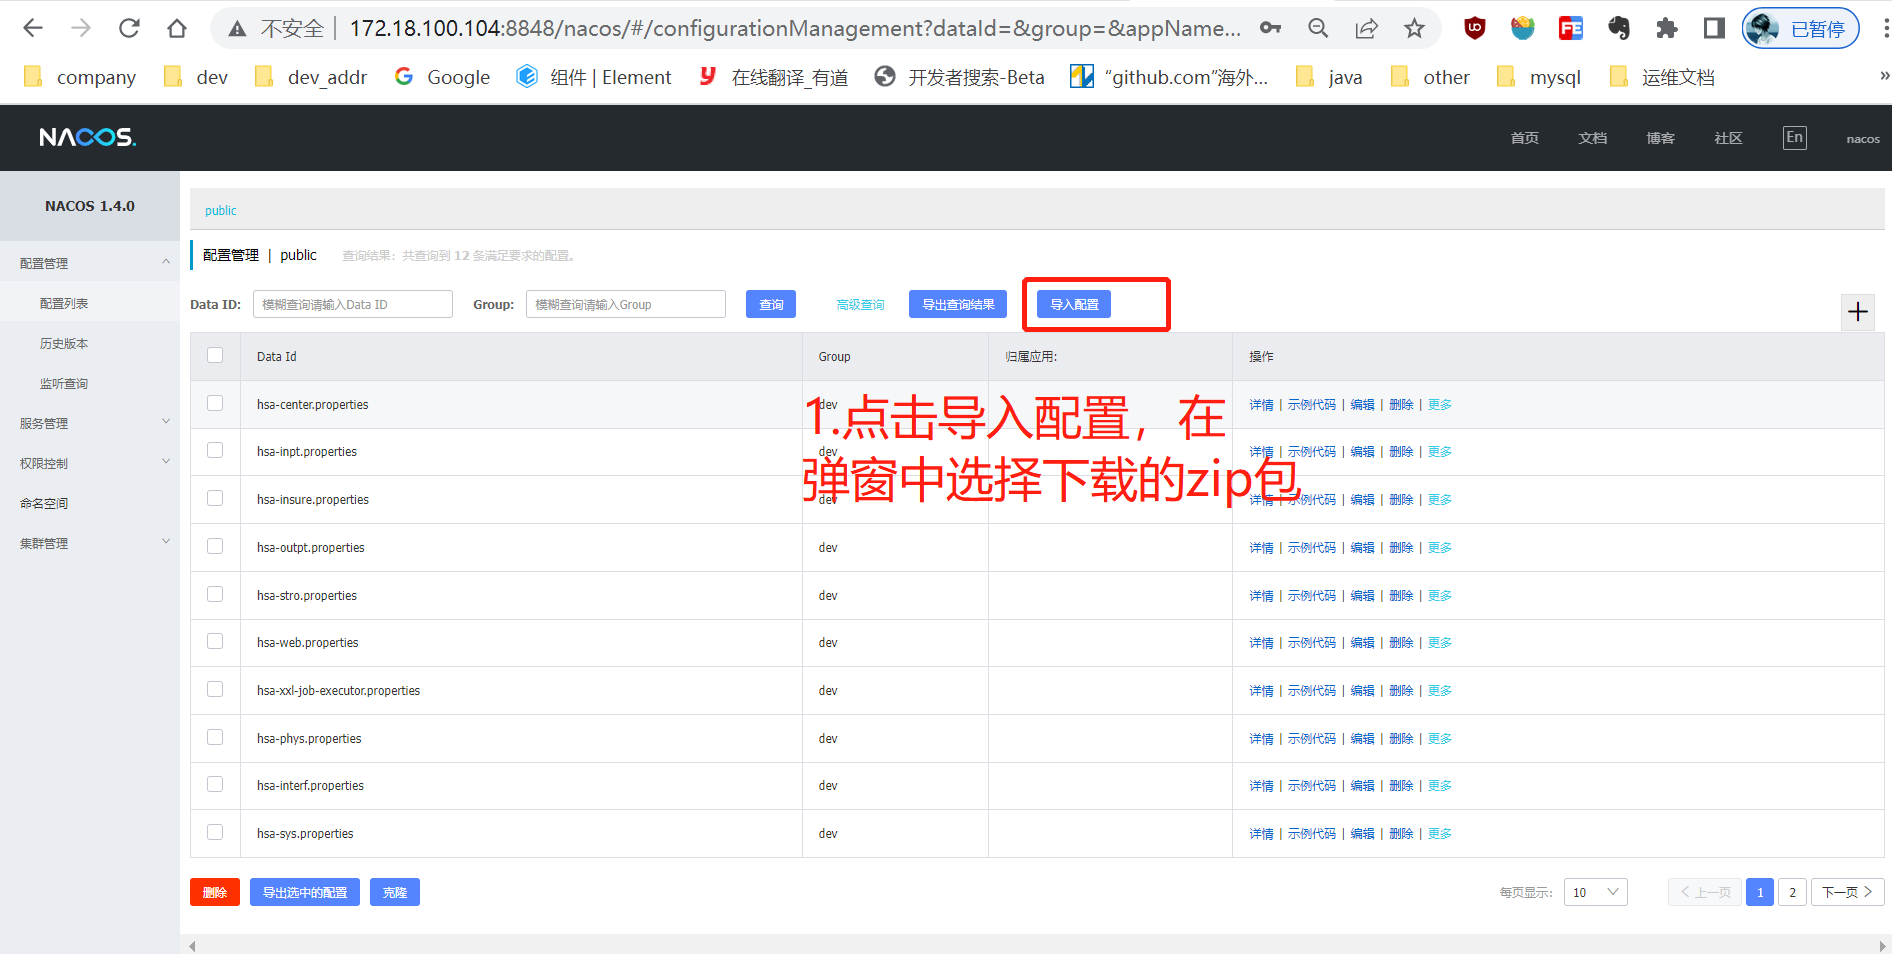 不安全 | 172.18.100.104:8848/nacos/#/configurationManagement?dataId=&group=&appName... 已暂停
company dev dev_addr Google 组件 | Element 在线翻译_有道 开发者搜索-Beta “github.com”海外... java other mysql 运维文档 »
NACOS. 首页 文档 博客 社区 En nacos
NACOS 1.4.0
配置管理
配置列表
历史版本
监听查询
服务管理
权限控制
命名空间
集群管理
public
配置管理 | public 查询结果：共查询到 12 条满足要求的配置。
Data ID: 模糊查询请输入Data ID Group: 模糊查询请输入Group 查询 高级查询 导出查询结果 导入配置
Data Id Group 归属应用: 操作
hsa-center.properties dev 详情 | 示例代码 | 编辑 | 删除 | 更多
hsa-inpt.properties dev 详情 | 示例代码 | 编辑 | 删除 | 更多
hsa-insure.properties dev 详情 | 示例代码 | 编辑 | 删除 | 更多
hsa-outpt.properties dev 详情 | 示例代码 | 编辑 | 删除 | 更多
hsa-stro.properties dev 详情 | 示例代码 | 编辑 | 删除 | 更多
hsa-web.properties dev 详情 | 示例代码 | 编辑 | 删除 | 更多
hsa-xxl-job-executor.properties dev 详情 | 示例代码 | 编辑 | 删除 | 更多
hsa-phys.properties dev 详情 | 示例代码 | 编辑 | 删除 | 更多
hsa-interf.properties dev 详情 | 示例代码 | 编辑 | 删除 | 更多
hsa-sys.properties dev 详情 | 示例代码 | 编辑 | 删除 | 更多
1.点击导入配置，在
弹窗中选择下载的zip包
删除 导出选中的配置 克隆 每页显示: 10 上一页 1 2 下一页